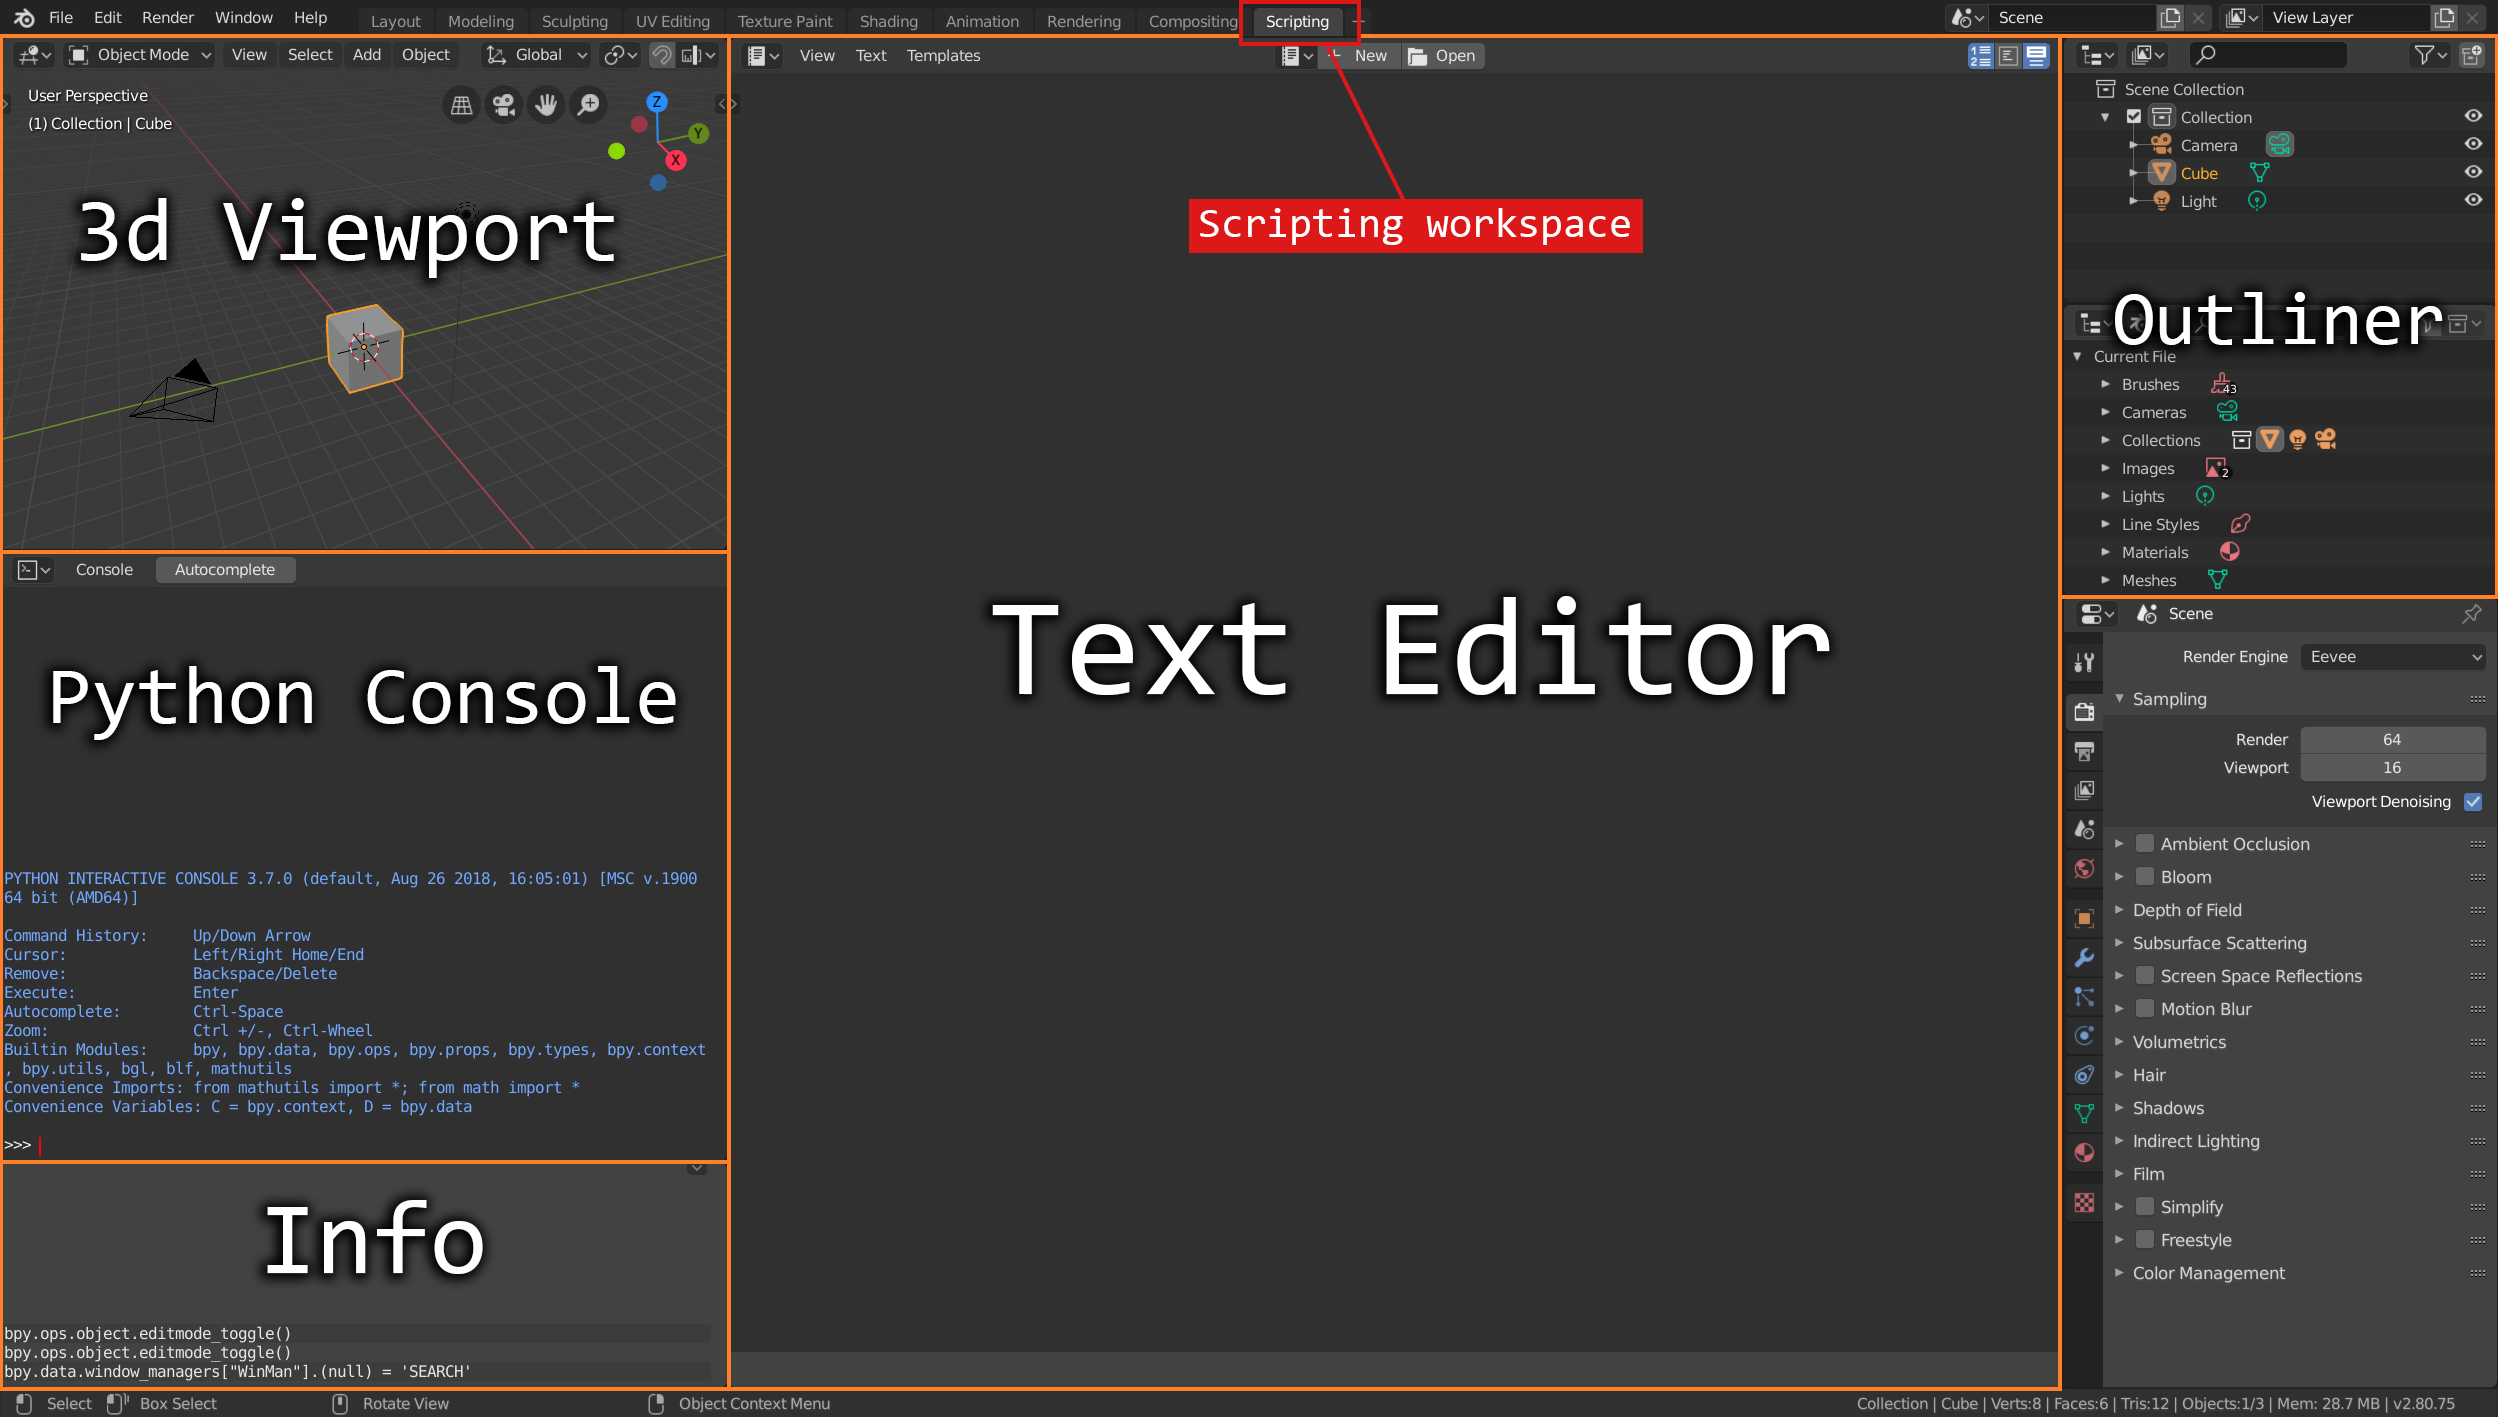 File Edit Render Window Help Layout Modeling Sculpting UV Editing Texture Paint Shading Animation Rendering Compositing Scripting + Scene View Layer
Object Mode View Select Add Object Global
User Perspective
(1) Collection | Cube
Z
Y
X
3d Viewport
View Text Templates + New Open
Scripting workspace
Text Editor
Scene Collection
Collection
Camera
Cube
Light
Outliner
Current File
Brushes 43
Cameras
Collections
Images 2
Lights
Line Styles
Materials
Meshes
Console Autocomplete
Python Console
PYTHON INTERACTIVE CONSOLE 3.7.0 (default, Aug 26 2018, 16:05:01) [MSC v.1900
64 bit (AMD64)]
Command History: Up/Down Arrow
Cursor: Left/Right Home/End
Remove: Backspace/Delete
Execute: Enter
Autocomplete: Ctrl-Space
Zoom: Ctrl +/-, Ctrl-Wheel
Builtin Modules: bpy, bpy.data, bpy.ops, bpy.props, bpy.types, bpy.context
, bpy.utils, bgl, blf, mathutils
Convenience Imports: from mathutils import *; from math import *
Convenience Variables: C = bpy.context, D = bpy.data
>>>
Info
bpy.ops.object.editmode_toggle()
bpy.ops.object.editmode_toggle()
bpy.data.window_managers["WinMan"].(null) = 'SEARCH'
Scene
Render Engine Eevee
Sampling
Render 64
Viewport 16
Viewport Denoising
Ambient Occlusion
Bloom
Depth of Field
Subsurface Scattering
Screen Space Reflections
Motion Blur
Volumetrics
Hair
Shadows
Indirect Lighting
Film
Simplify
Freestyle
Color Management
Select Box Select Rotate View Object Context Menu Collection | Cube | Verts:8 | Faces:6 | Tris:12 | Objects:1/3 | Mem: 28.7 MB | v2.80.75